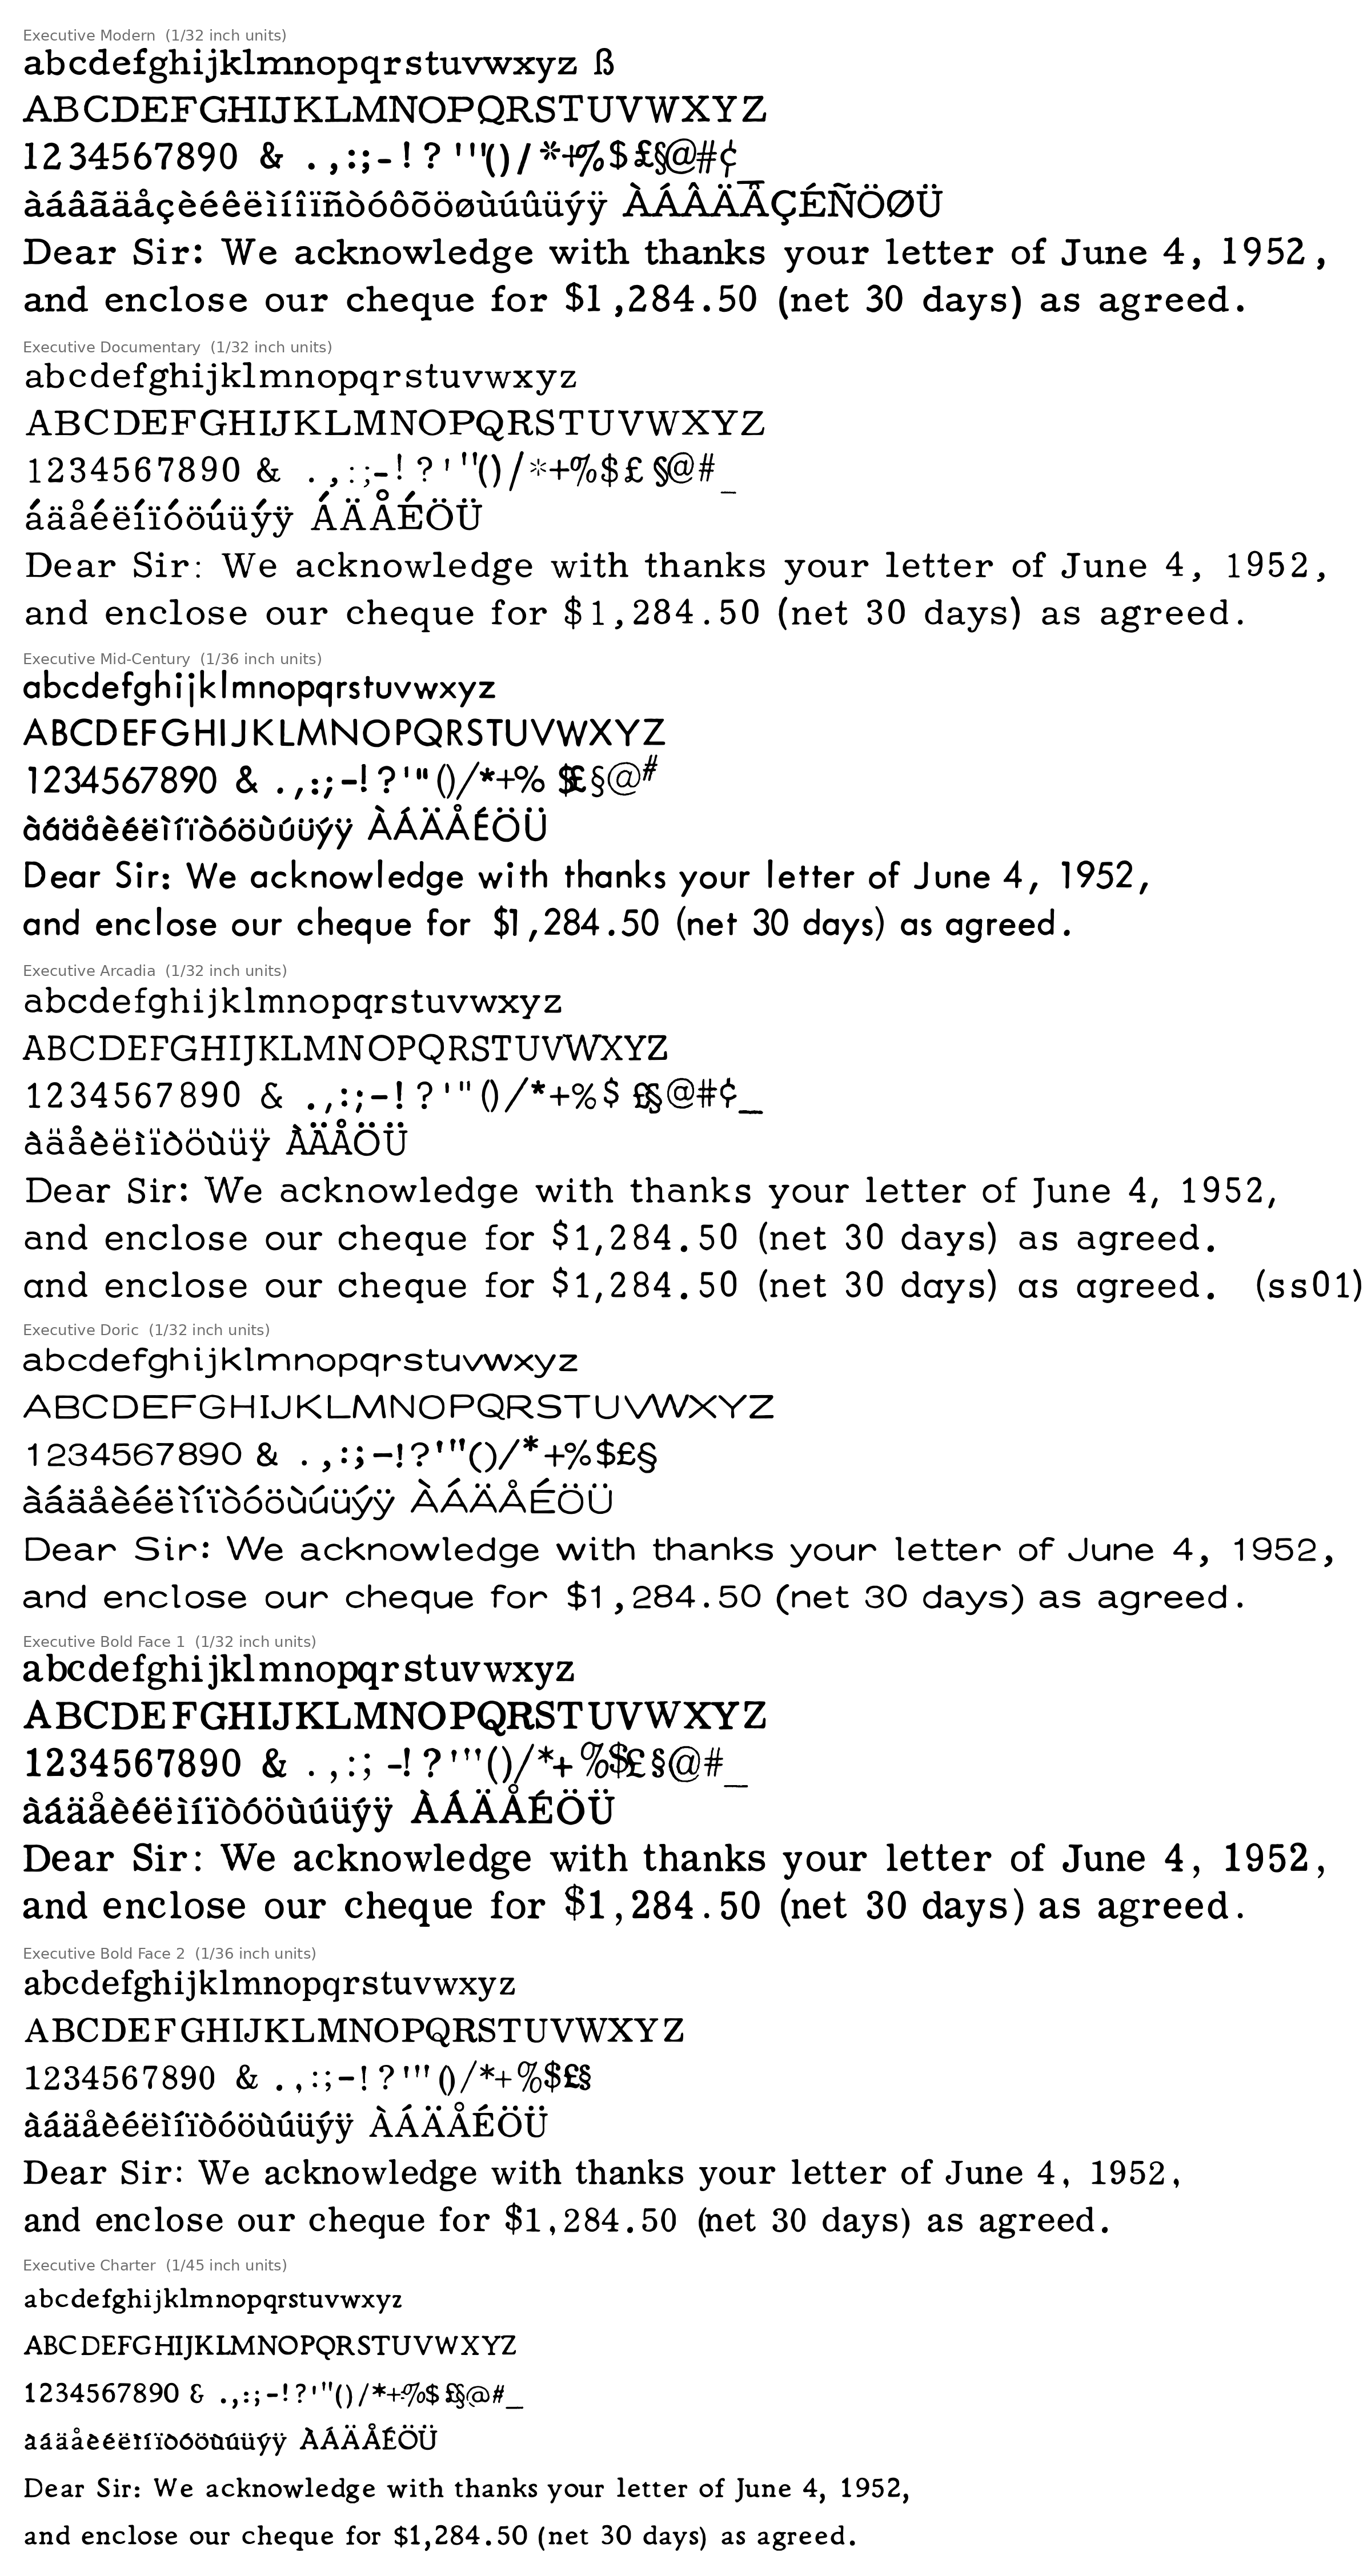 Executive Modern (1/32 inch units)
abcdefghijklmnopqrstuvwxyz ß
ABCDEFGHIJKLMNOPQRSTUVWXYZ
1234567890 & .,:;-!?'"()/*+%$£§@#¢_
àáâãäåçèéêëìíîïñòóôõöøùúûüýÿ ÀÁÂÄÅÇÉÑÖØÜ
Dear Sir: We acknowledge with thanks your letter of June 4, 1952,
and enclose our cheque for $1,284.50 (net 30 days) as agreed.
Executive Documentary (1/32 inch units)
abcdefghijklmnopqrstuvwxyz
ABCDEFGHIJKLMNOPQRSTUVWXYZ
1234567890 & .,:;-!?'"()/*+%$£§@#_
áäåéëíïóöúüýÿ ÁÄÅÉÖÜ
Dear Sir: We acknowledge with thanks your letter of June 4, 1952,
and enclose our cheque for $1,284.50 (net 30 days) as agreed.
Executive Mid-Century (1/36 inch units)
abcdefghijklmnopqrstuvwxyz
ABCDEFGHIJKLMNOPQRSTUVWXYZ
1234567890 & .,:;-!?'"()/*+%$£§@#
àáäåèéëìíïòóöùúüýÿ ÀÁÄÅÉÖÜ
Dear Sir: We acknowledge with thanks your letter of June 4, 1952,
and enclose our cheque for $1,284.50 (net 30 days) as agreed.
Executive Arcadia (1/32 inch units)
abcdefghijklmnopqrstuvwxyz
ABCDEFGHIJKLMNOPQRSTUVWXYZ
1234567890 & .,:;-!?'"()/*+%$£§@#¢_
àäåèëìïòöùüÿ ÀÄÅÖÜ
Dear Sir: We acknowledge with thanks your letter of June 4, 1952,
and enclose our cheque for $1,284.50 (net 30 days) as agreed.
and enclose our cheque for $1,284.50 (net 30 days) as agreed. (ss01)
Executive Doric (1/32 inch units)
abcdefghijklmnopqrstuvwxyz
ABCDEFGHIJKLMNOPQRSTUVWXYZ
1234567890 & .,:;-!?'"()/*+%$£§
àáäåèéëìíïòóöùúüýÿ ÀÁÄÅÉÖÜ
Dear Sir: We acknowledge with thanks your letter of June 4, 1952,
and enclose our cheque for $1,284.50 (net 30 days) as agreed.
Executive Bold Face 1 (1/32 inch units)
abcdefghijklmnopqrstuvwxyz
ABCDEFGHIJKLMNOPQRSTUVWXYZ
1234567890 & .,:;-!?'"()/*+%$£§@#_
àáäåèéëìíïòóöùúüýÿ ÀÁÄÅÉÖÜ
Dear Sir: We acknowledge with thanks your letter of June 4, 1952,
and enclose our cheque for $1,284.50 (net 30 days) as agreed.
Executive Bold Face 2 (1/36 inch units)
abcdefghijklmnopqrstuvwxyz
ABCDEFGHIJKLMNOPQRSTUVWXYZ
1234567890 & .,:;-!?'"()/*+%$£§
àáäåèéëìíïòóöùúüýÿ ÀÁÄÅÉÖÜ
Dear Sir: We acknowledge with thanks your letter of June 4, 1952,
and enclose our cheque for $1,284.50 (net 30 days) as agreed.
Executive Charter (1/45 inch units)
abcdefghijklmnopqrstuvwxyz
ABCDEFGHIJKLMNOPQRSTUVWXYZ
1234567890 & .,:;-!?'"()/*+%$£§@#_
àáäåèéëìíïòóöùúüýÿ ÀÁÄÅÉÖÜ
Dear Sir: We acknowledge with thanks your letter of June 4, 1952,
and enclose our cheque for $1,284.50 (net 30 days) as agreed.